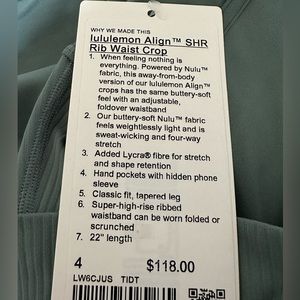 WHY WE MADE THIS
lululemon Align™ SHR
Rib Waist Crop
1. When feeling nothing is
everything. Powered by Nulu™
fabric, this away-from-body
version of our lululemon Align™
crops has the same buttery-soft
feel with an adjustable,
foldover waistband
2. Our buttery-soft Nulu™ fabric
feels weightlessly light and is
sweat-wicking and four-way
stretch
3. Added Lycra® fibre for stretch
and shape retention
4. Hand pockets with hidden phone
sleeve
5. Classic fit, tapered leg
6. Super-high-rise ribbed
waistband can be worn folded or
scrunched
7. 22" length
4 $118.00
LW6CJUS TIDT